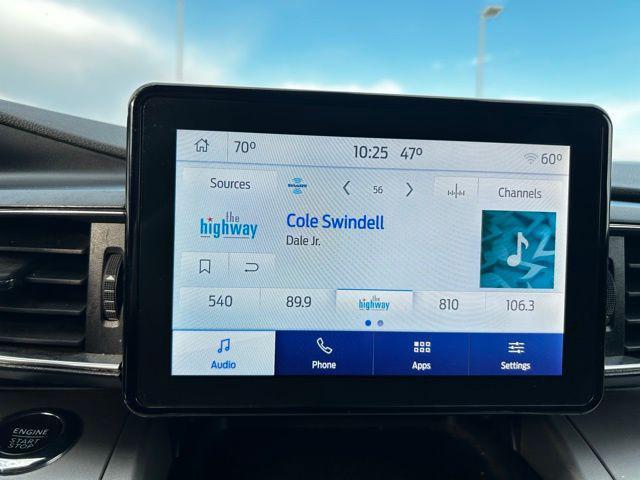 70° 10:25 47° 60°
Sources SiriusXM 56 Channels
the highway
Cole Swindell
Dale Jr.
540 89.9 the highway 810 106.3
Audio Phone Apps Settings
ENGINE
START
STOP